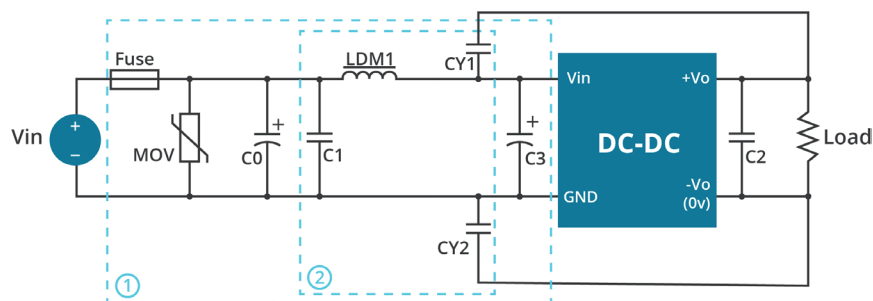 Fuse
LDM1
CY1
Vin
+Vo
Vin
+
−
MOV
C0
+
C1
+
C3
DC-DC
C2
Load
GND
-Vo
(0v)
CY2
1
2